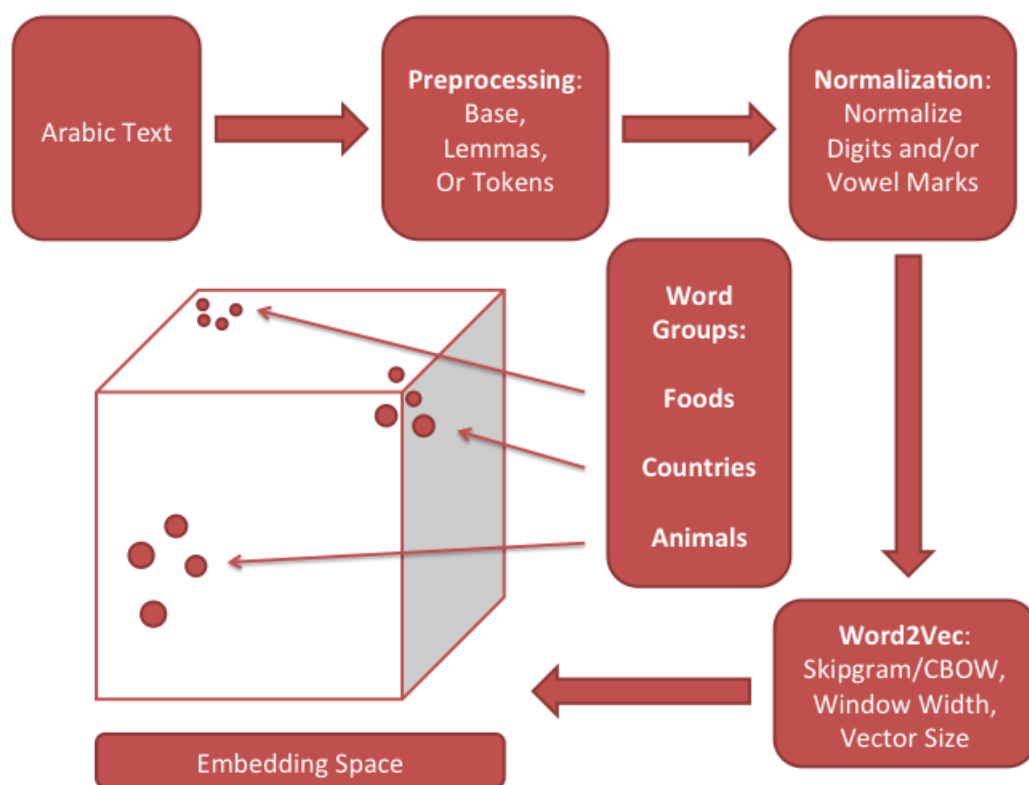 Arabic Text
Preprocessing:
Base,
Lemmas,
Or Tokens
Normalization:
Normalize
Digits and/or
Vowel Marks
Word
Groups:
Foods
Countries
Animals
Word2Vec:
Skipgram/CBOW,
Window Width,
Vector Size
Embedding Space